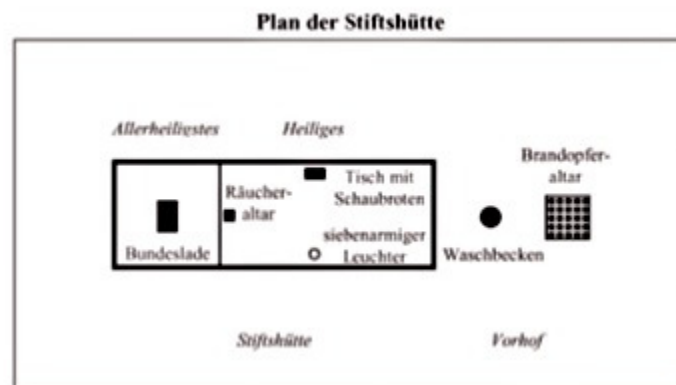 Plan der Stiftshütte
Allerheiligstes
Heiliges
Brandopfer-
altar
Räucher-
altar
Tisch mit
Schaubroten
Bundeslade
siebenarmiger
Leuchter
Waschbecken
Stiftshütte
Vorhof